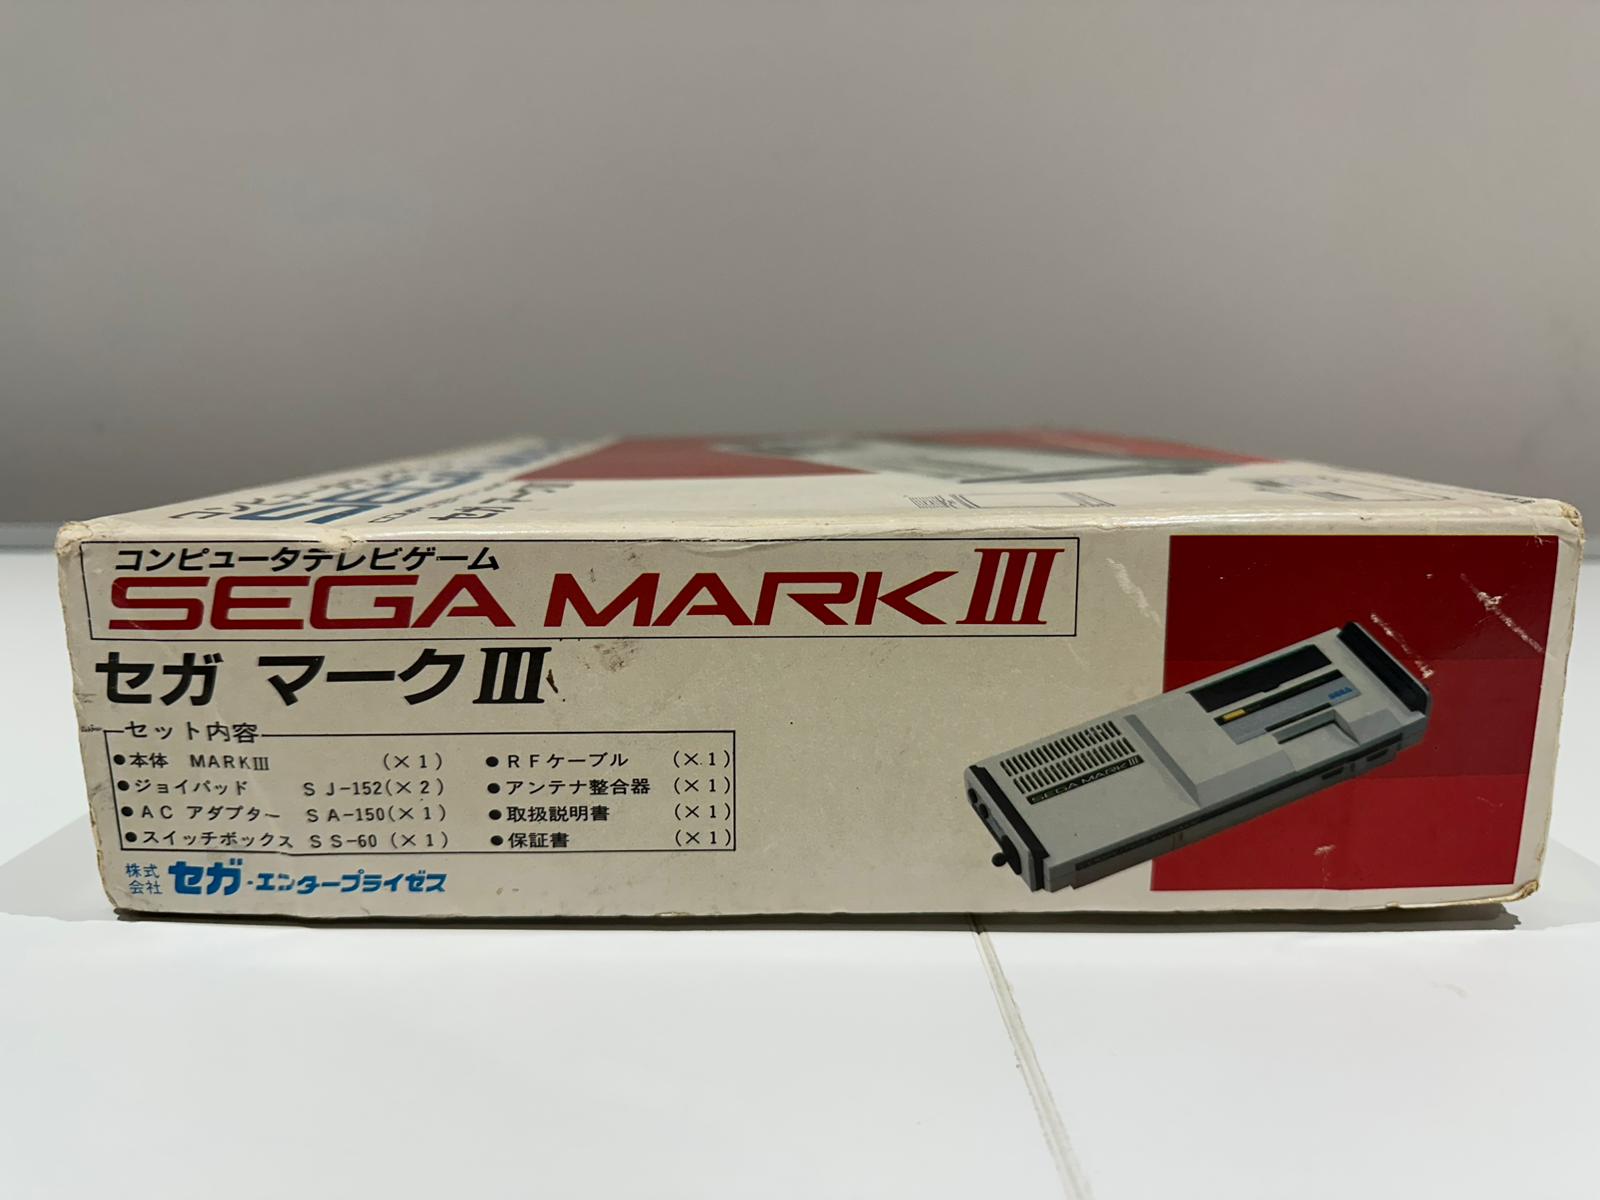 コンピュータテレビゲーム
SEGA MARK III
セガ マークIII
セット内容
●本体 MARKIII (×1)
●ジョイパッド SJ-152(×2)
●AC アダプター SA-150(×1)
●スイッチボックス SS-60 (×1)
●RFケーブル (×1)
●アンテナ整合器 (×1)
●取扱説明書 (×1)
●保証書 (×1)
株式会社 セガ・エンタープライゼス
SEGA
SEGA MARK III